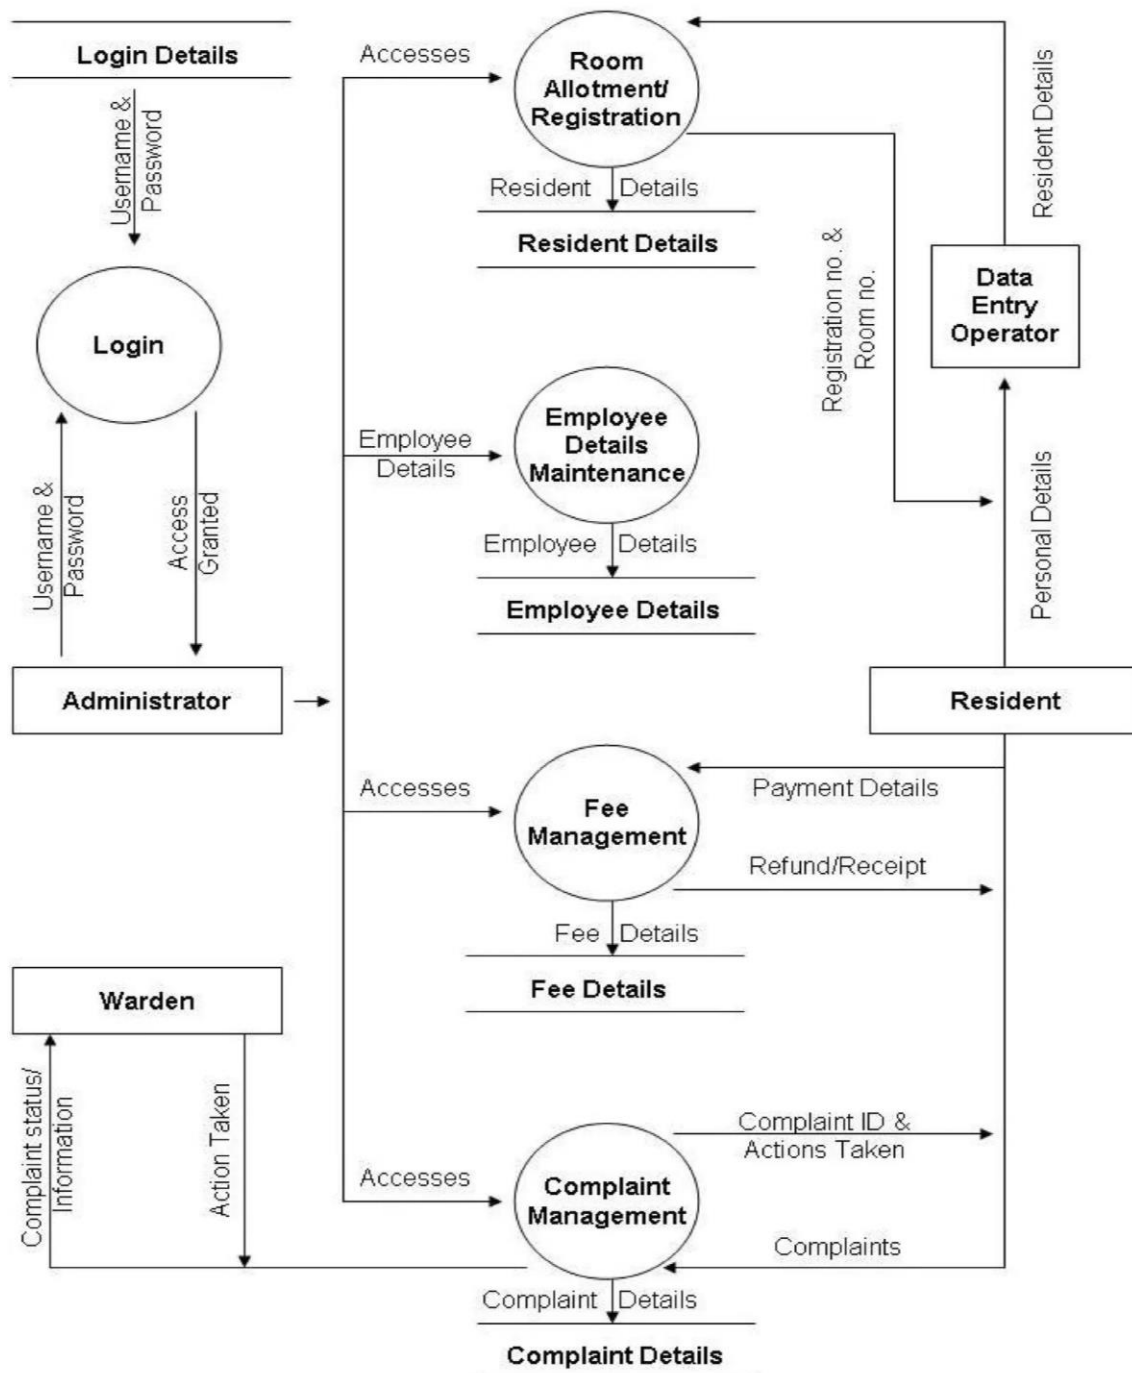 Login Details
Username &
Password
Login
Username &
Password
Access
Granted
Administrator
Accesses
Room
Allotment/
Registration
Resident Details
Resident Details
Registration no. &
Room no.
Resident Details
Data
Entry
Operator
Employee
Details
Employee
Details
Maintenance
Employee Details
Employee Details
Personal Details
Resident
Accesses
Fee
Management
Payment Details
Refund/Receipt
Fee Details
Fee Details
Warden
Complaint status/
Information
Action Taken
Accesses
Complaint
Management
Complaint ID &
Actions Taken
Complaints
Complaint Details
Complaint Details